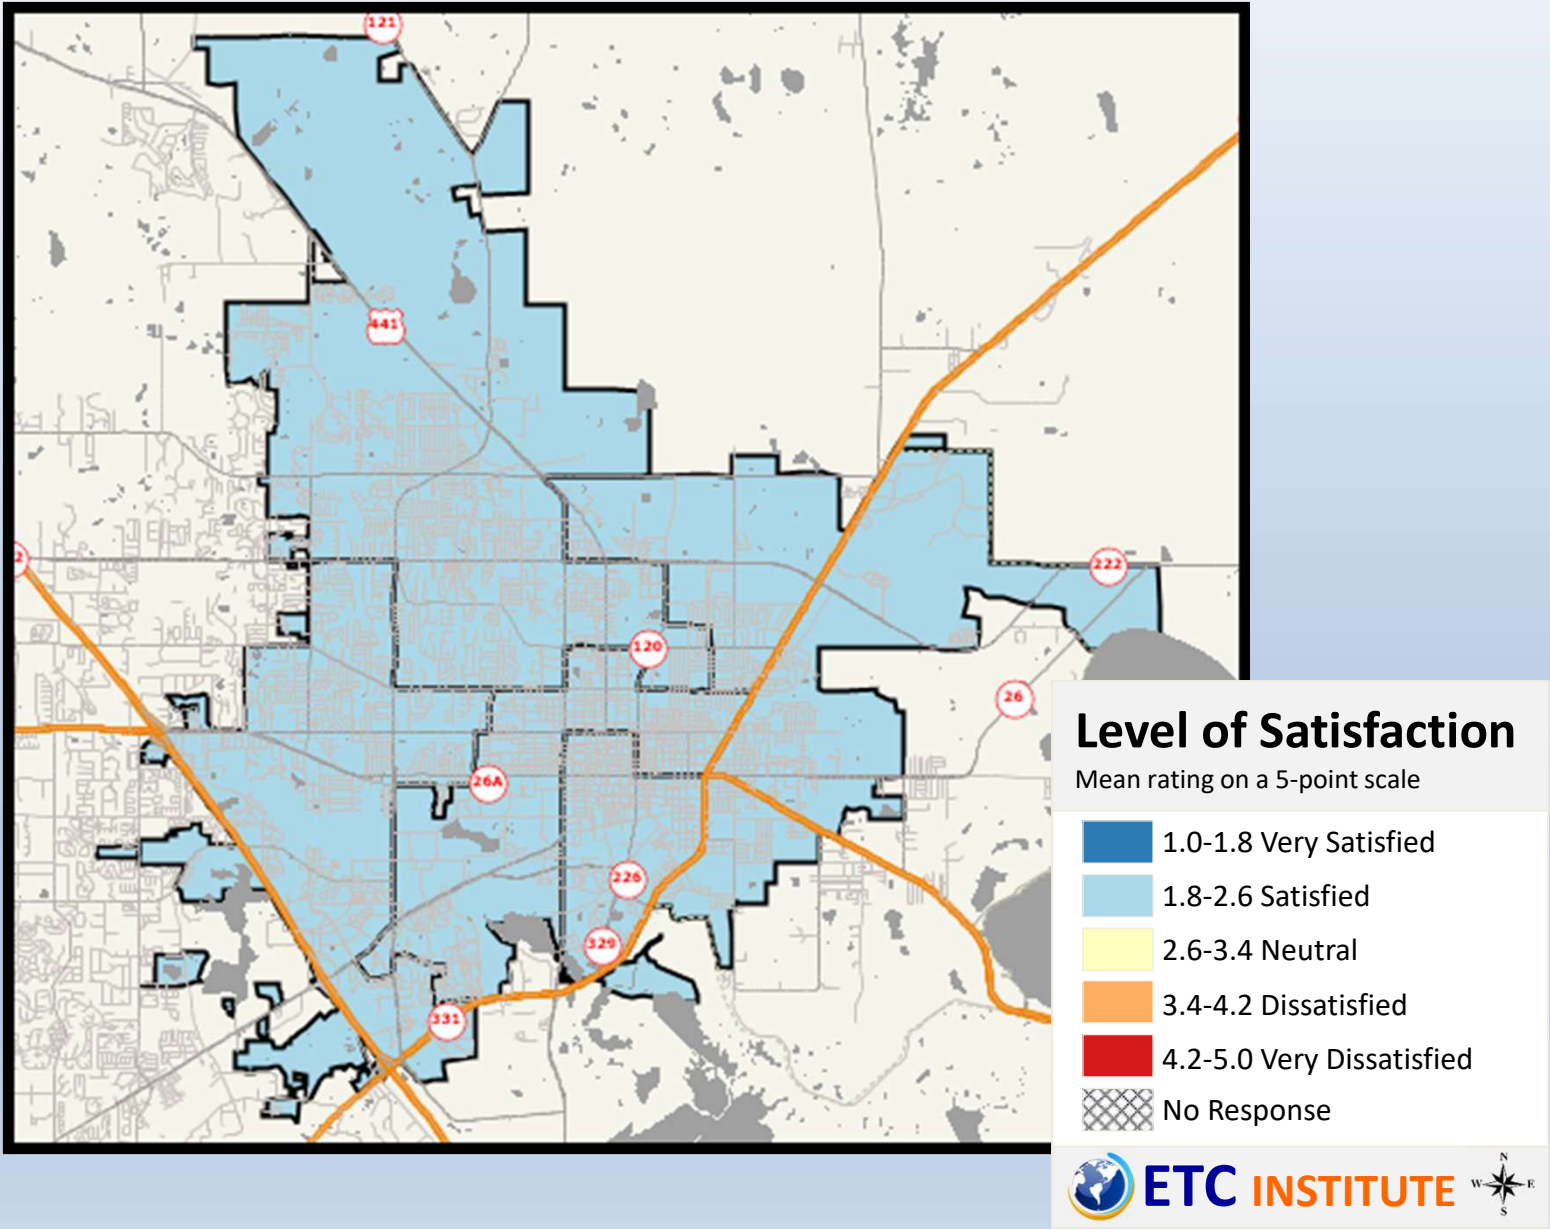 121
441
222
2
120
26
26A
226
329
331
Level of Satisfaction
Mean rating on a 5-point scale
1.0-1.8 Very Satisfied
1.8-2.6 Satisfied
2.6-3.4 Neutral
3.4-4.2 Dissatisfied
4.2-5.0 Very Dissatisfied
No Response
ETC INSTITUTE
N
W E
S